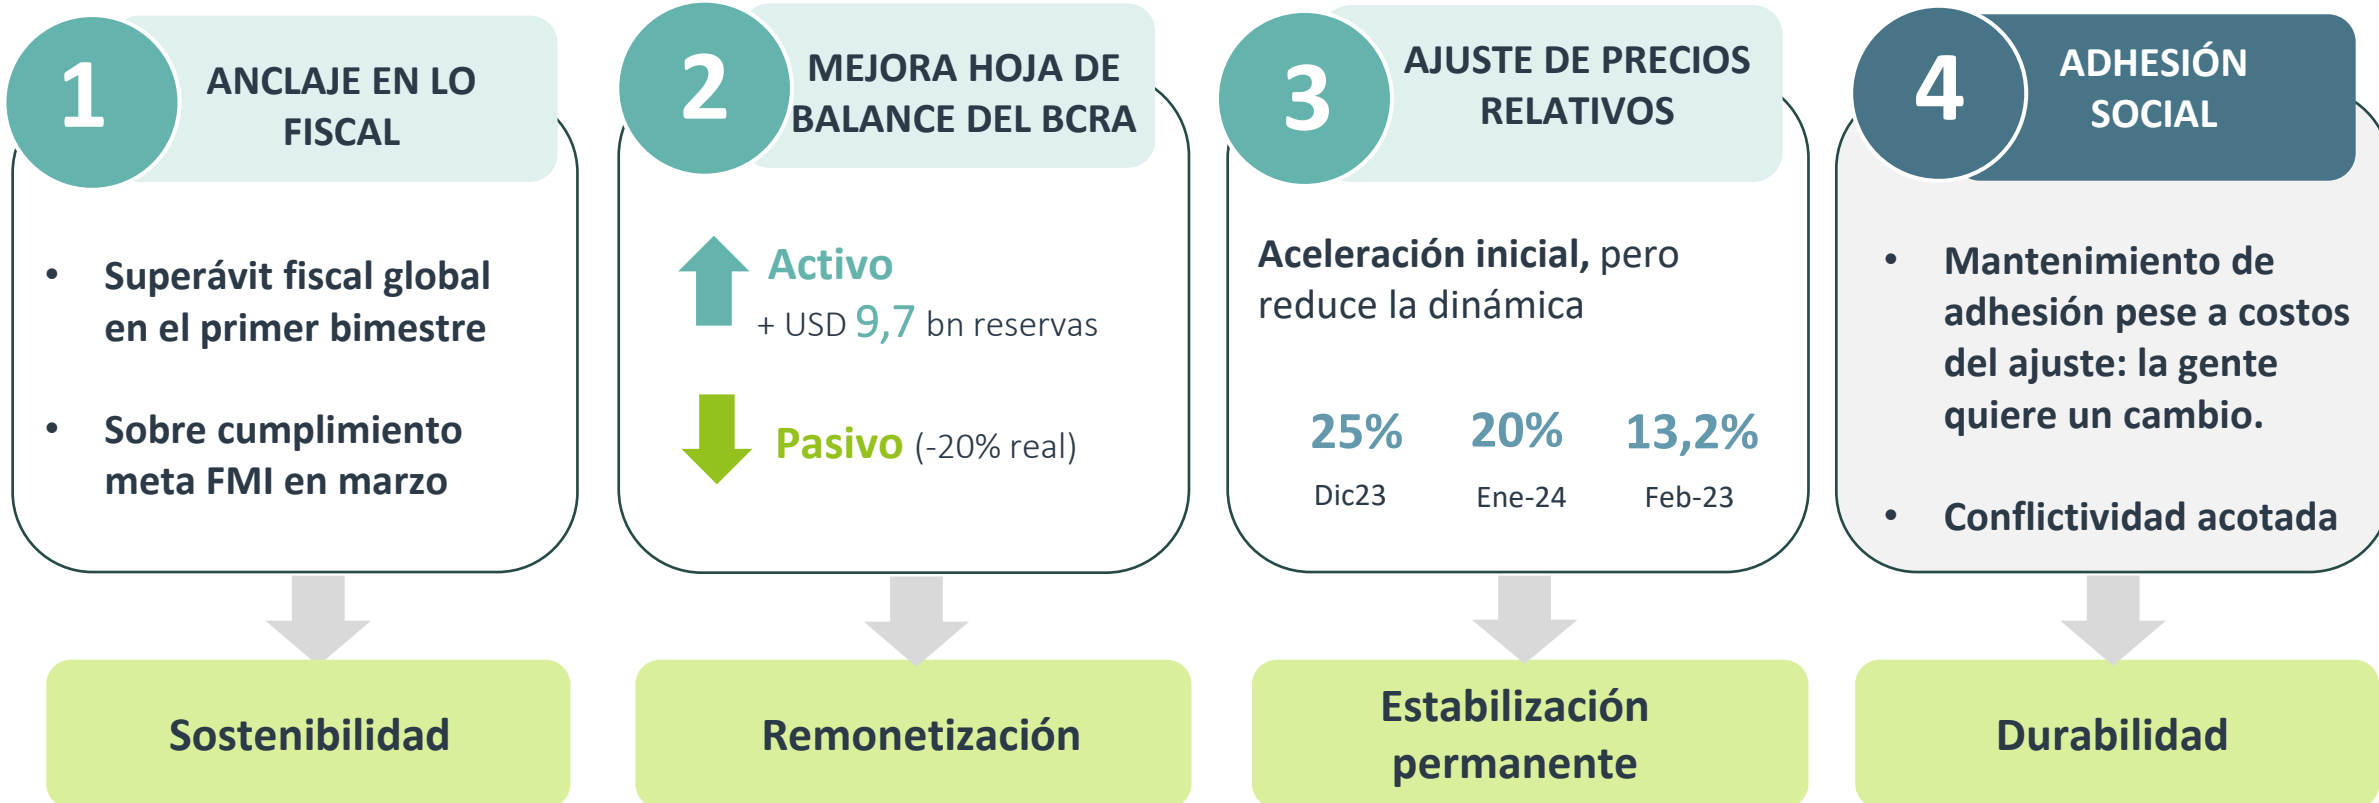 1
ANCLAJE EN LO
FISCAL
• Superávit fiscal global
en el primer bimestre
• Sobre cumplimiento
meta FMI en marzo
Sostenibilidad
2
MEJORA HOJA DE
BALANCE DEL BCRA
Activo
+ USD 9,7 bn reservas
Pasivo (-20% real)
Remonetización
3
AJUSTE DE PRECIOS
RELATIVOS
Aceleración inicial, pero
reduce la dinámica
25% 20% 13,2%
Dic23 Ene-24 Feb-23
Estabilización
permanente
4
ADHESIÓN
SOCIAL
• Mantenimiento de
adhesión pese a costos
del ajuste: la gente
quiere un cambio.
• Conflictividad acotada
Durabilidad